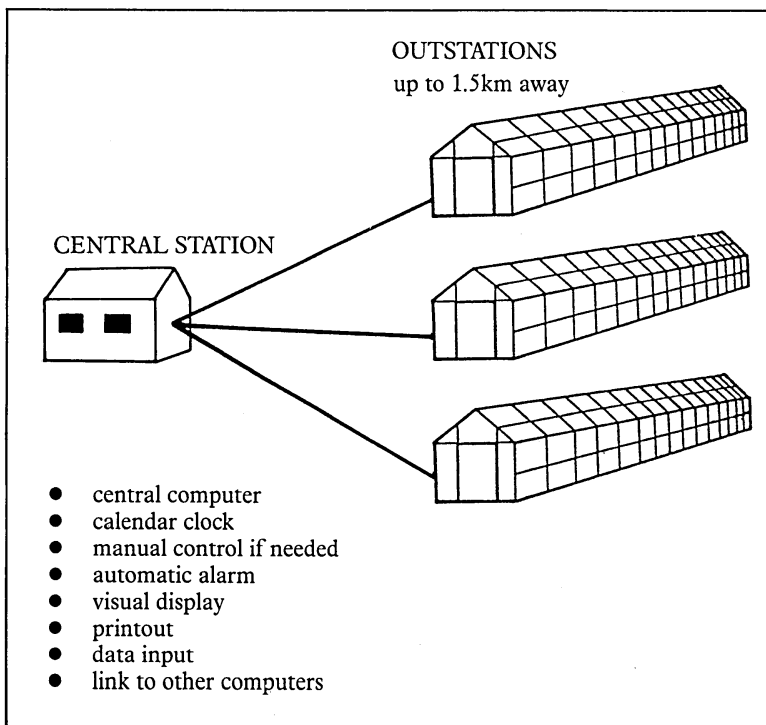 OUTSTATIONS
up to 1.5km away
CENTRAL STATION
● central computer
● calendar clock
● manual control if needed
● automatic alarm
● visual display
● printout
● data input
● link to other computers